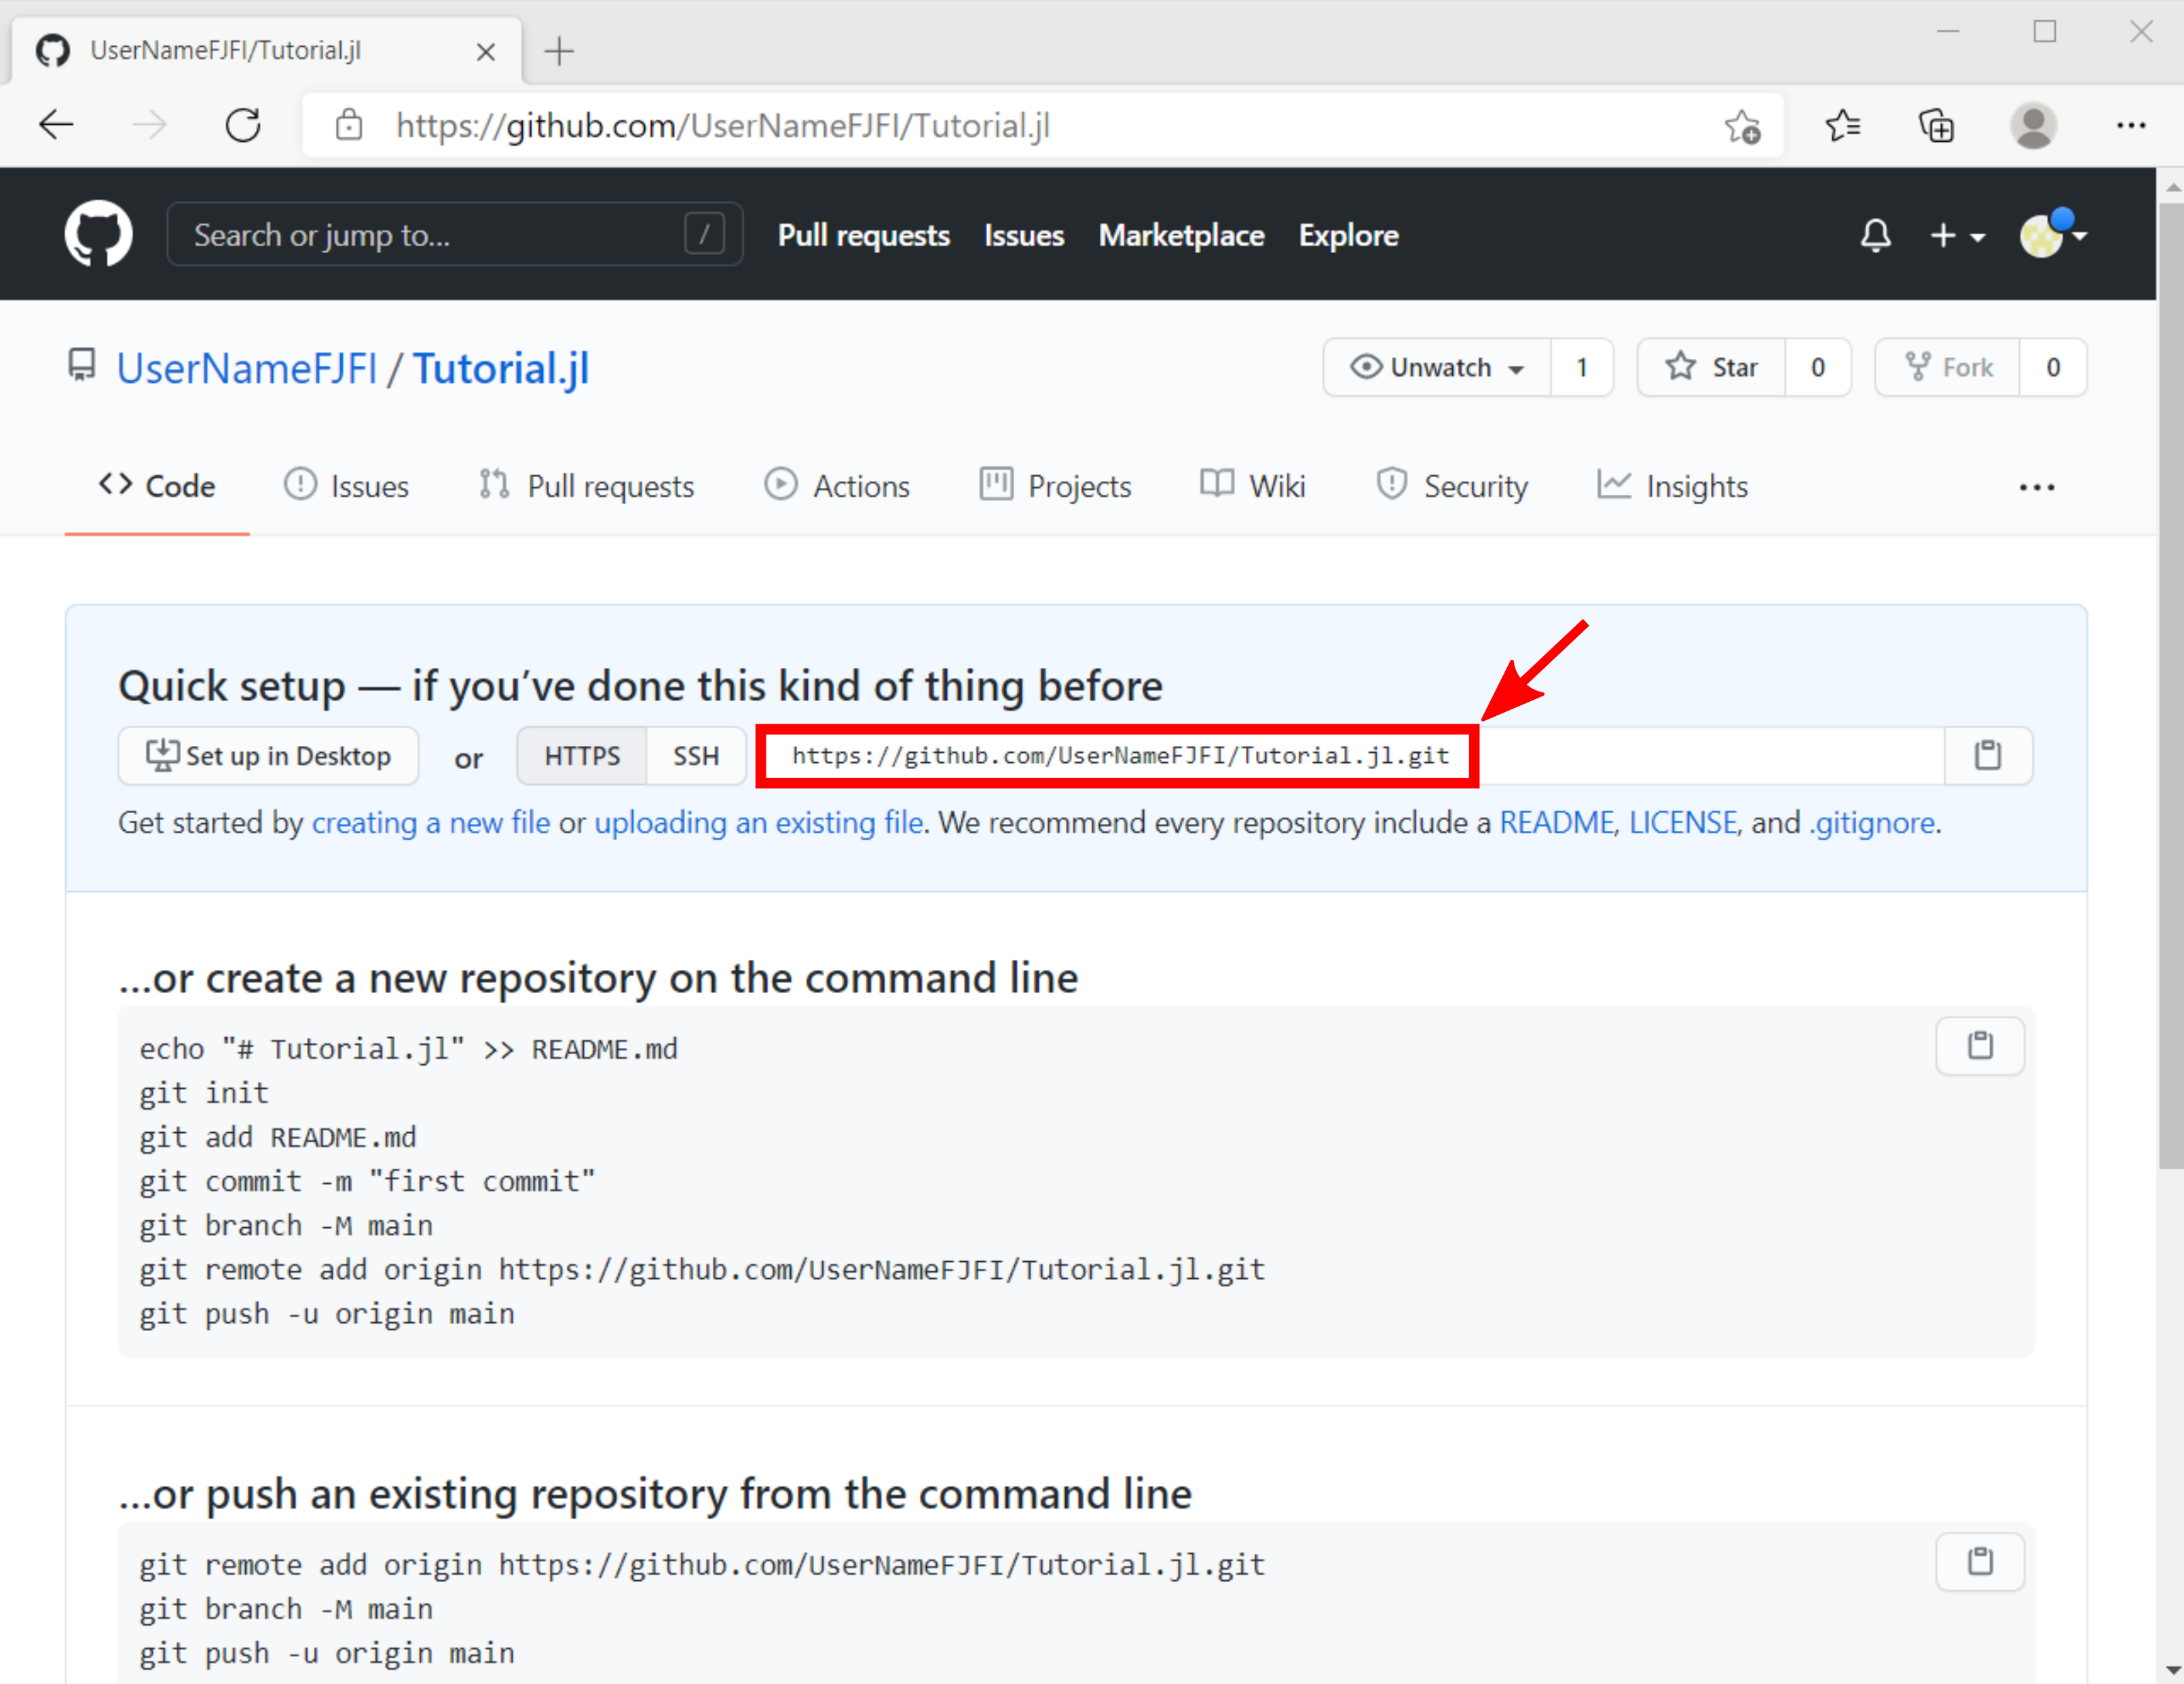 UserNameFJFI/Tutorial.jl
https://github.com/UserNameFJFI/Tutorial.jl
Search or jump to... / Pull requests Issues Marketplace Explore
UserNameFJFI / Tutorial.jl Unwatch 1 Star 0 Fork 0
Code Issues Pull requests Actions Projects Wiki Security Insights
Quick setup — if you’ve done this kind of thing before
Set up in Desktop or HTTPS SSH https://github.com/UserNameFJFI/Tutorial.jl.git
Get started by creating a new file or uploading an existing file. We recommend every repository include a README, LICENSE, and .gitignore.
...or create a new repository on the command line
echo "# Tutorial.jl" >> README.md
git init
git add README.md
git commit -m "first commit"
git branch -M main
git remote add origin https://github.com/UserNameFJFI/Tutorial.jl.git
git push -u origin main
...or push an existing repository from the command line
git remote add origin https://github.com/UserNameFJFI/Tutorial.jl.git
git branch -M main
git push -u origin main